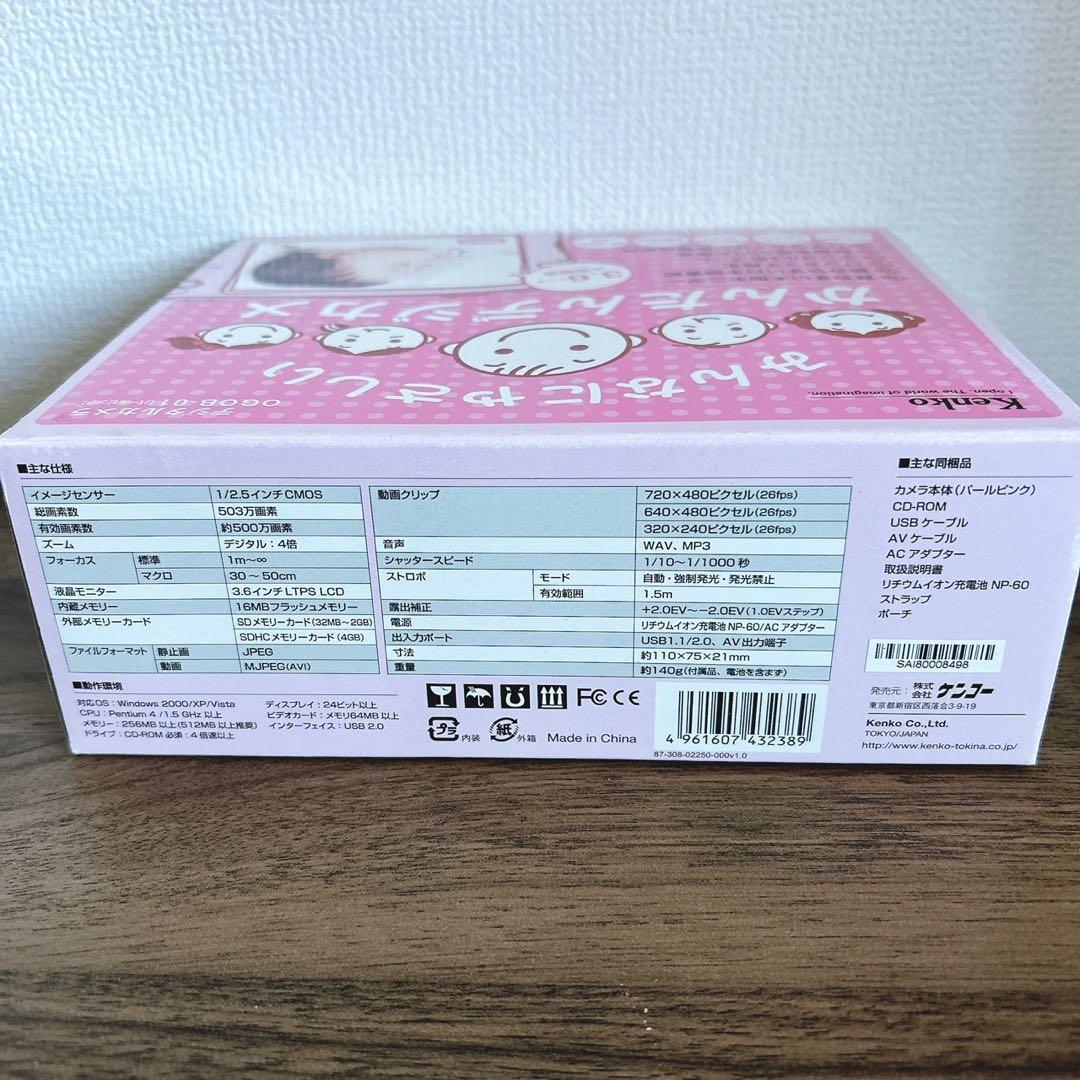 みんなにやさしい
かんたんデジカメ
3.6
デジタルカメラ
OGOB-01(パールピンク)
Kenko
I open. The world of imagination.
■主な仕様
イメージセンサー 1/2.5インチCMOS
総画素数 503万画素
有効画素数 約500万画素
ズーム デジタル:4倍
フォーカス 標準 1m~∞
マクロ 30~50cm
液晶モニター 3.6インチ LTPS LCD
内蔵メモリー 16MBフラッシュメモリー
外部メモリーカード SDメモリーカード(32MB~2GB)
SDHCメモリーカード(4GB)
ファイルフォーマット 静止画 JPEG
動画 MJPEG(AVI)
動画クリップ 720×480ピクセル(26fps)
640×480ピクセル(26fps)
320×240ピクセル(26fps)
音声 WAV、MP3
シャッタースピード 1/10~1/1000秒
ストロボ モード 自動・強制発光・発光禁止
有効範囲 1.5m
露出補正 +2.0EV~-2.0EV(1.0EVステップ)
電源 リチウムイオン充電池 NP-60/AC アダプター
出入力ポート USB1.1/2.0、AV出力端子
寸法 約110×75×21mm
重量 約140g(付属品、電池を含まず)
■主な同梱品
カメラ本体(パールピンク)
CD-ROM
USB ケーブル
AV ケーブル
AC アダプター
取扱説明書
リチウムイオン充電池 NP-60
ストラップ
ポーチ
SAI80008498
発売元: 株式会社 ケンコー
東京都新宿区西落合3-9-19
Kenko Co.,Ltd.
TOKYO/JAPAN
http://www.kenko-tokina.co.jp/
■動作環境
対応OS:Windows 2000/XP/Vista
CPU:Pentium 4 /1.5 GHz 以上
メモリー:256MB 以上(512MB 以上推奨)
ドライブ:CD-ROM 必須:4 倍速以上
ディスプレイ:24ビット以上
ビデオカード:メモリ64MB 以上
インターフェイス:USB 2.0
FC CE
プラ 内装
紙 外箱
Made in China
4 961607 432389
87-308-02250-000v1.0